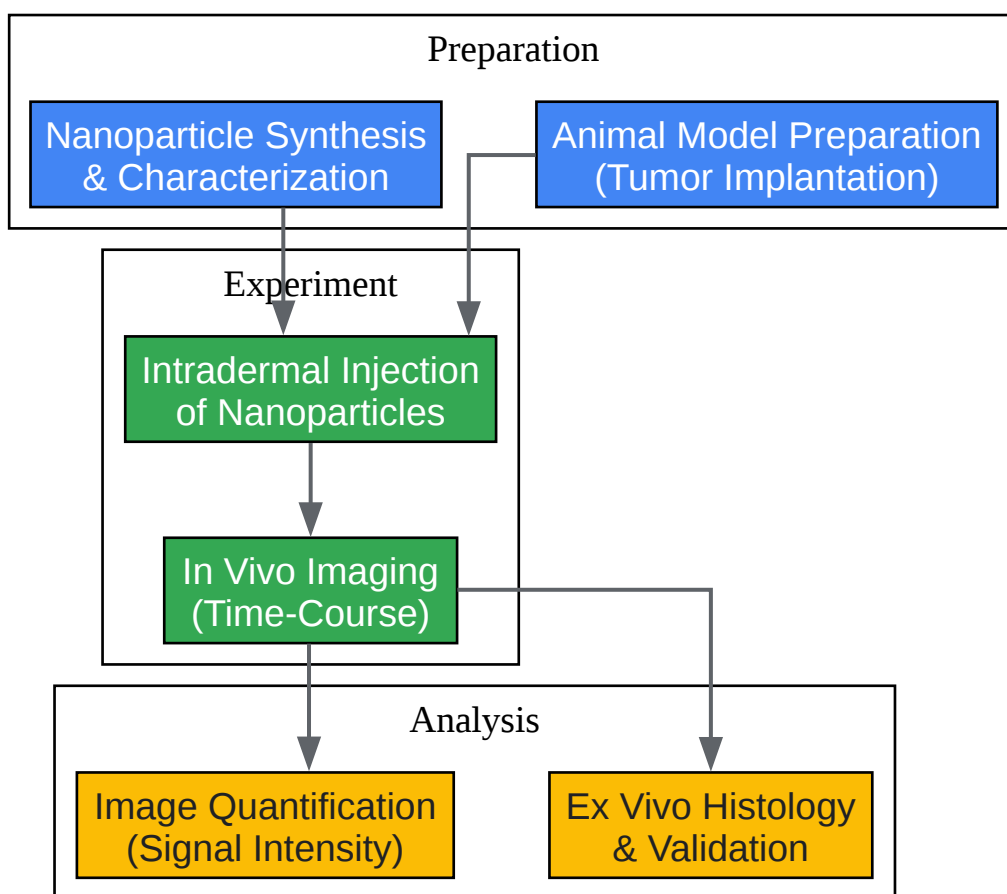 Preparation
Nanoparticle Synthesis
& Characterization
Animal Model Preparation
(Tumor Implantation)
Experiment
Intradermal Injection
of Nanoparticles
In Vivo Imaging
(Time-Course)
Analysis
Image Quantification
(Signal Intensity)
Ex Vivo Histology
& Validation